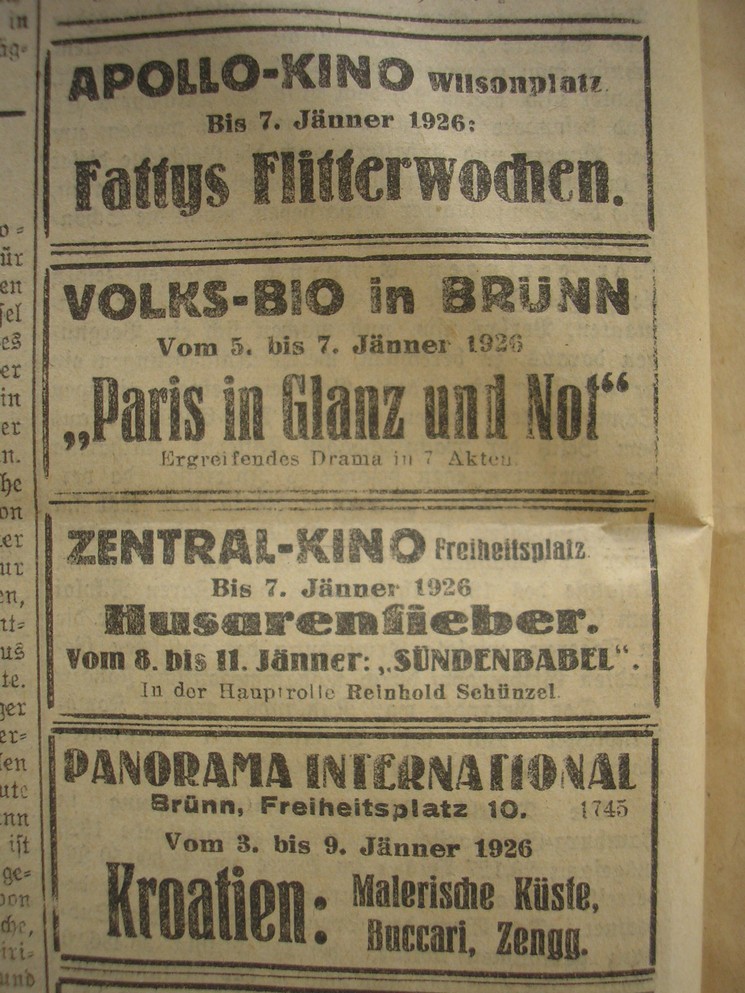 APOLLO-KINO Wilsonplatz.
Bis 7. Jänner 1926:
Fattys Flitterwochen.
VOLKS-BIO in BRÜNN
Vom 5. bis 7. Jänner 1926
„Paris in Glanz und Not“
Ergreifendes Drama in 7 Akten.
ZENTRAL-KINO Freiheitsplatz.
Bis 7. Jänner 1926
Husarenfieber.
Vom 8. bis 11. Jänner: „SÜNDENBABEL“.
In der Hauptrolle Reinhold Schünzel.
PANORAMA INTERNATIONAL
Brünn, Freiheitsplatz 10. 1745
Vom 3. bis 9. Jänner 1926
Kroatien: Malerische Küste,
Buccari, Zengg.